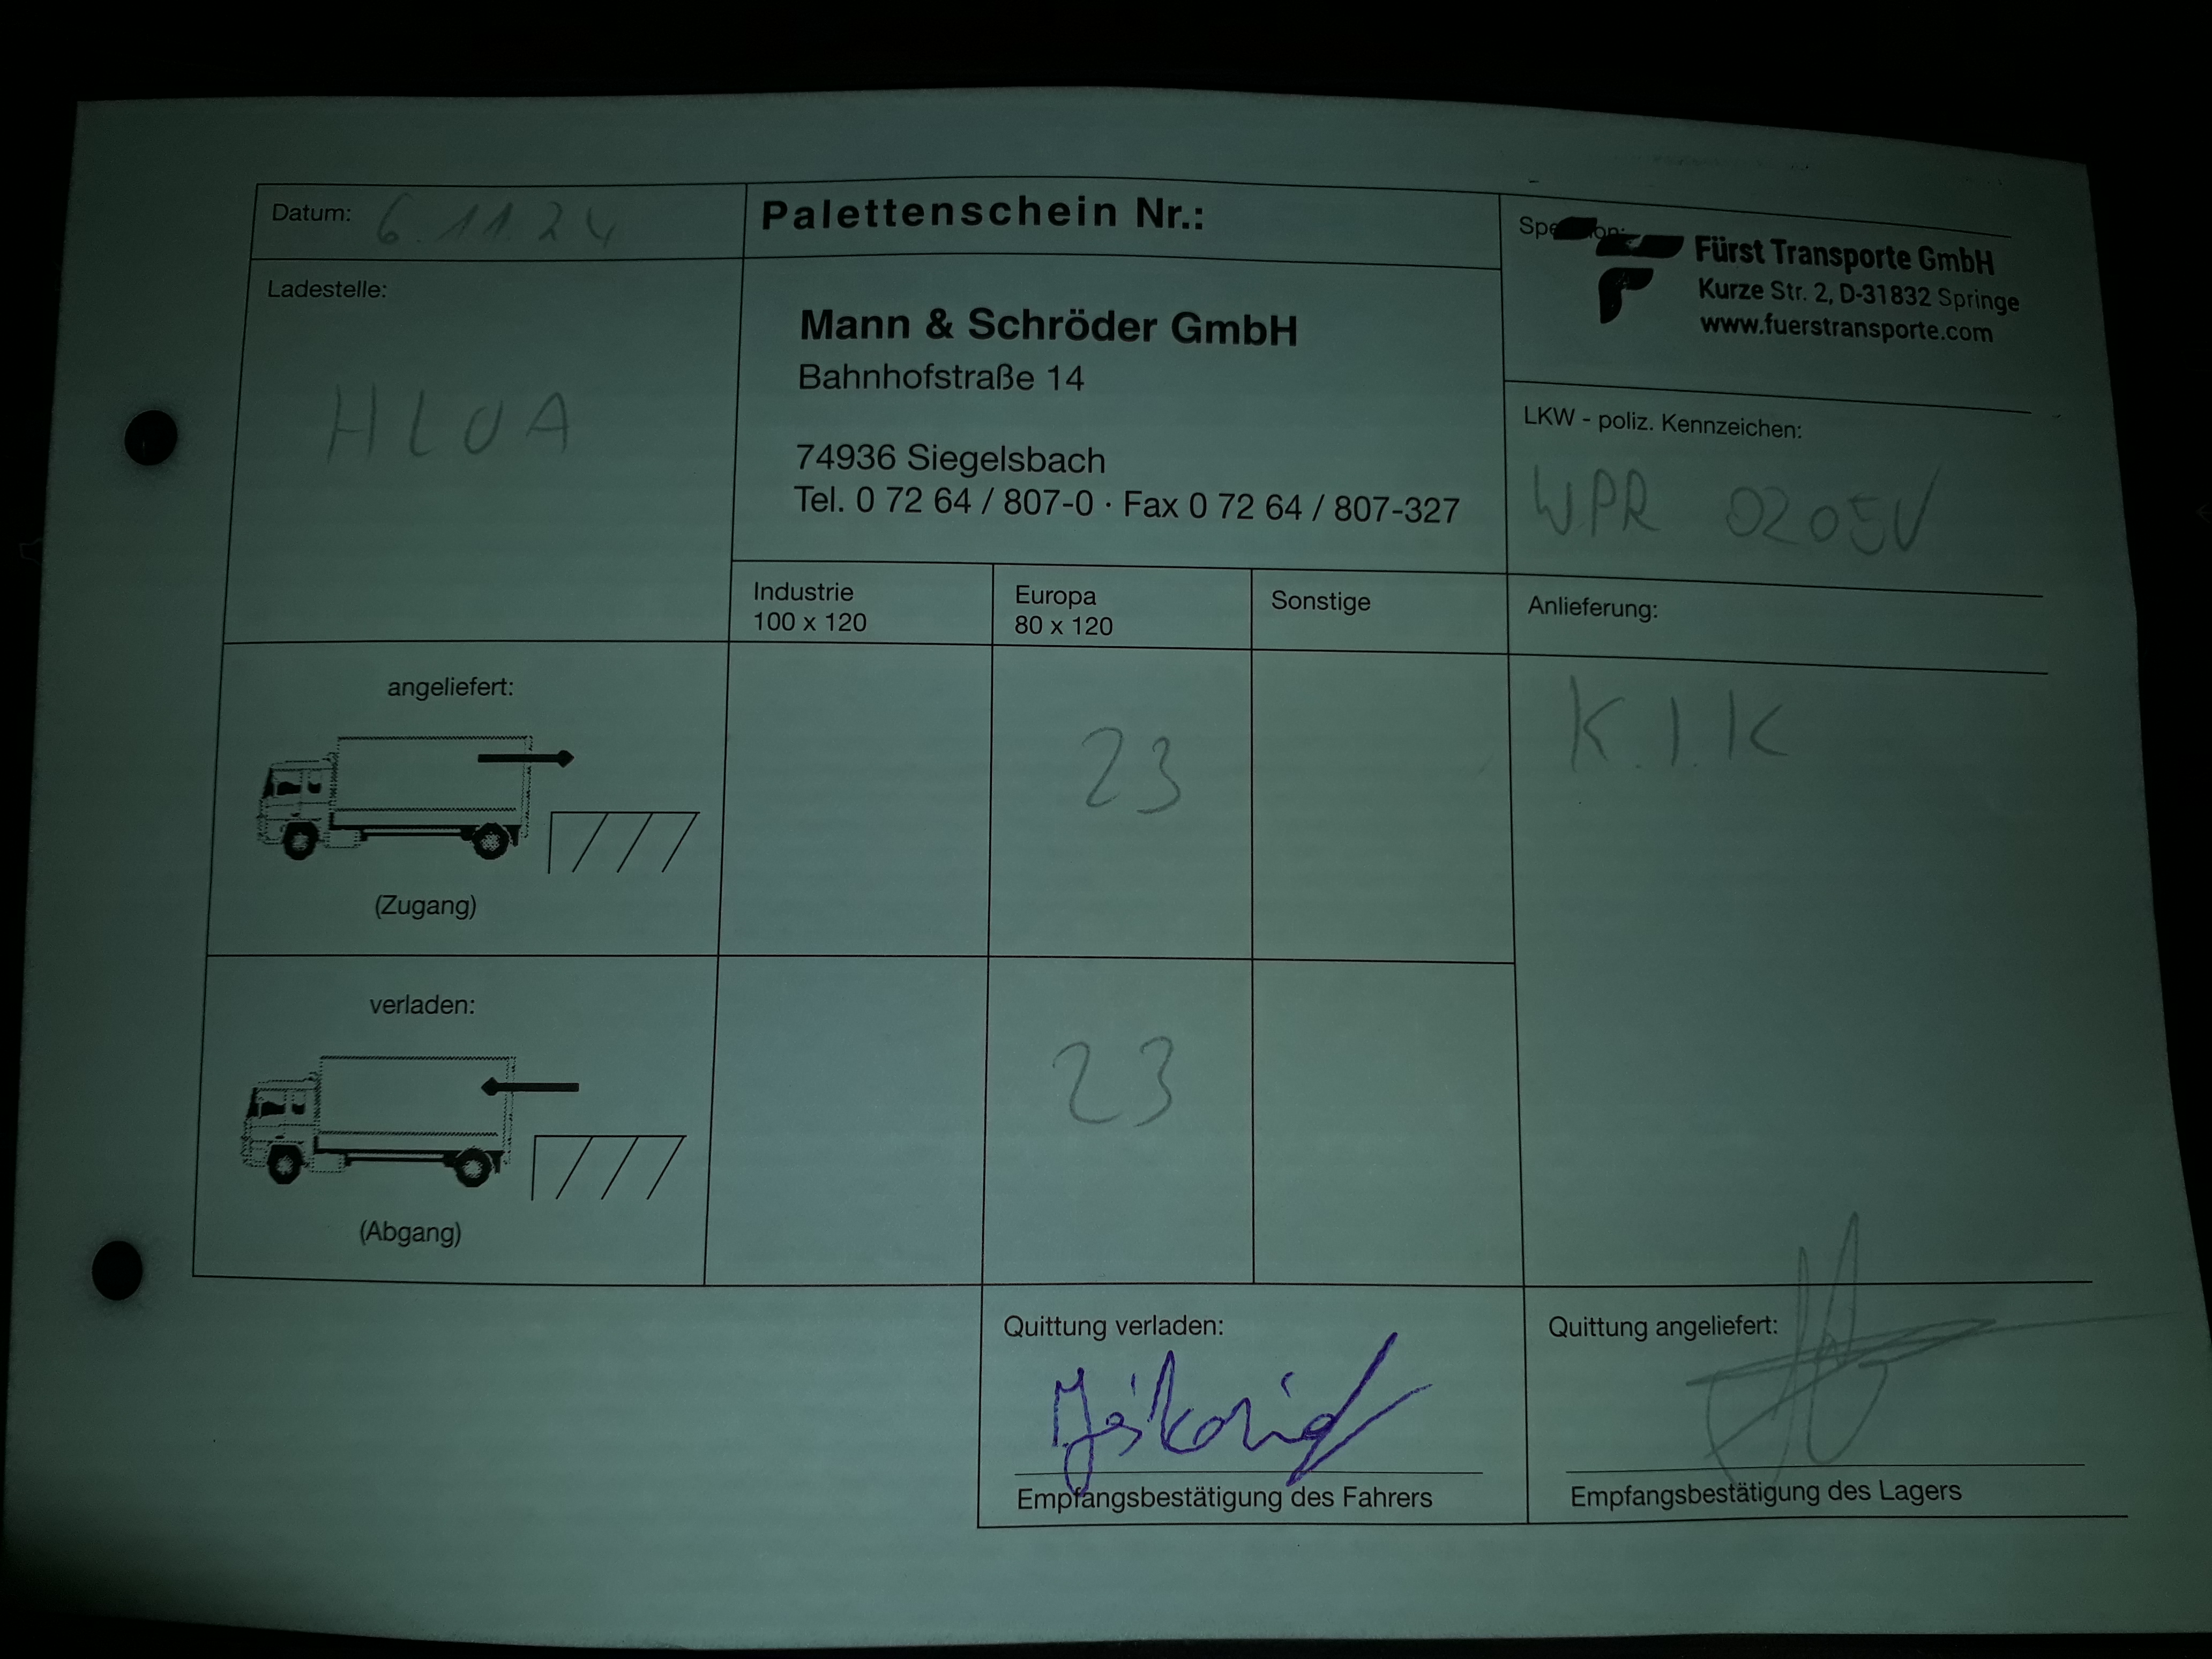 Datum: 6.11.24
Palettenschein Nr.:
Fürst Transporte GmbH
Kurze Str. 2, D-31832 Springe
www.fuerstransporte.com
Ladestelle:
HLUA
Mann & Schröder GmbH
Bahnhofstraße 14
74936 Siegelsbach
Tel. 0 72 64 / 807-0 · Fax 0 72 64 / 807-327
LKW - poliz. Kennzeichen:
WPR 0205V
Industrie
100 x 120
Europa
80 x 120
Sonstige
Anlieferung:
K.I.K
angeliefert:
23
(Zugang)
verladen:
23
(Abgang)
Quittung verladen:
Empfangsbestätigung des Fahrers
Quittung angeliefert:
Empfangsbestätigung des Lagers